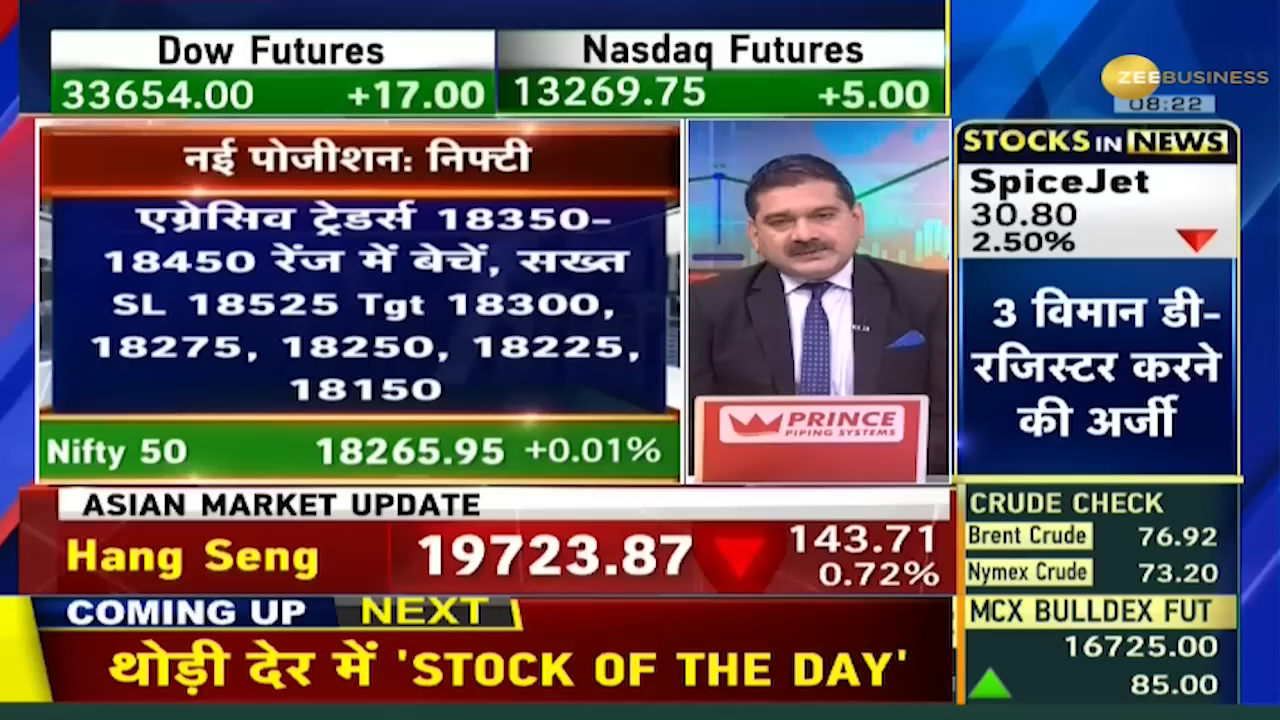 Dow Futures
33654.00 +17.00
Nasdaq Futures
13269.75 +5.00
ZEEBUSINESS
08:22
नई पोजीशन: निफ्टी
एग्रेसिव ट्रेडर्स 18350-
18450 रेंज में बेचें, सख्त
SL 18525 Tgt 18300,
18275, 18250, 18225,
18150
Nifty 50 18265.95 +0.01%
PRINCE
PIPING SYSTEMS
STOCKS IN NEWS
SpiceJet
30.80
2.50%
3 विमान डी-
रजिस्टर करने
की अर्जी
ASIAN MARKET UPDATE
Hang Seng 19723.87 143.71
0.72%
CRUDE CHECK
Brent Crude 76.92
Nymex Crude 73.20
MCX BULLDEX FUT
16725.00
85.00
COMING UP NEXT
थोड़ी देर में 'STOCK OF THE DAY'